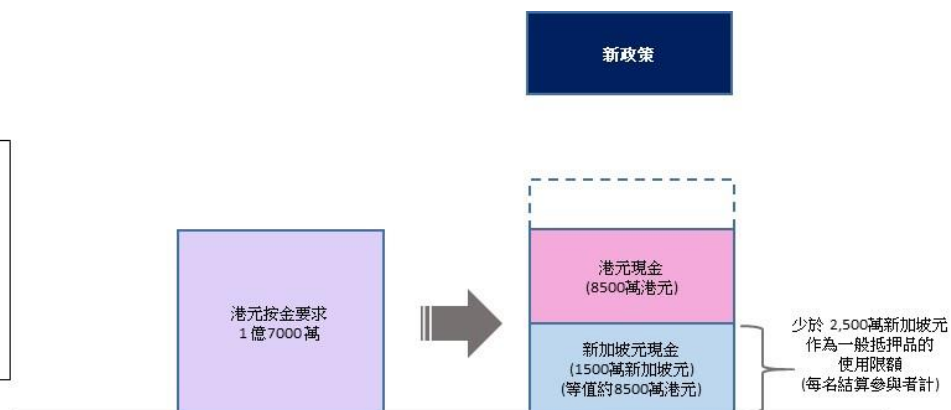 新政策
港元按金要求
1億7000萬
港元現金
(8500萬港元)
新加坡元現金
(1500萬新加坡元)
(等值約8500萬港元)
少於 2,500萬新加坡元
作為一般抵押品的
使用限額
(每名結算參與者計)